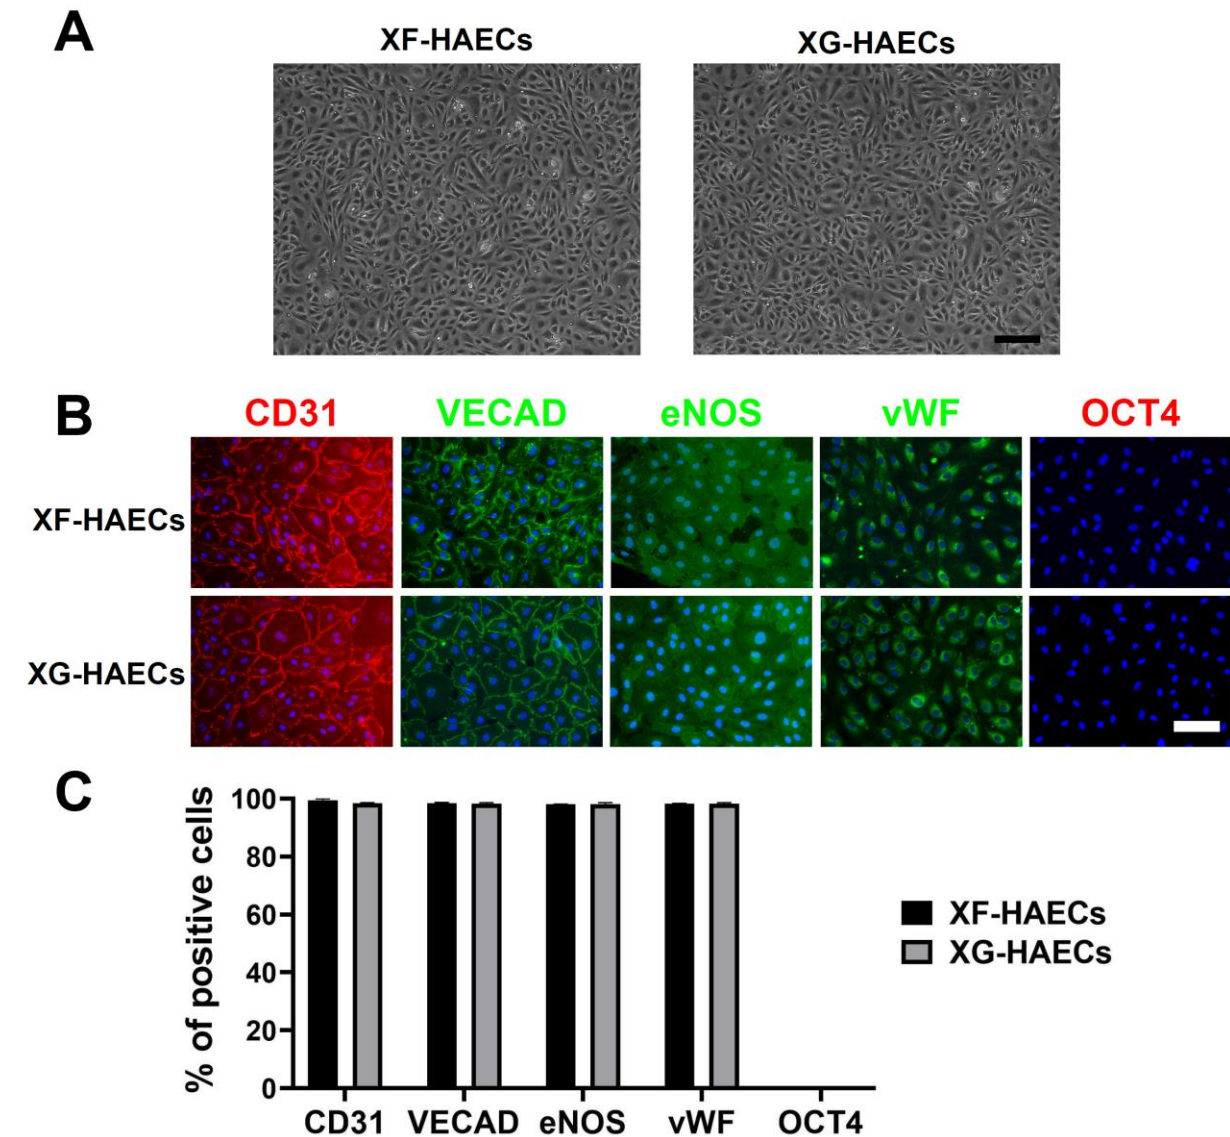 A
XF-HAECs
XG-HAECs
B
CD31
VECAD
eNOS
vWF
OCT4
XF-HAECs
XG-HAECs
C
% of positive cells
100
80
60
40
20
0
CD31
VECAD
eNOS
vWF
OCT4
XF-HAECs
XG-HAECs